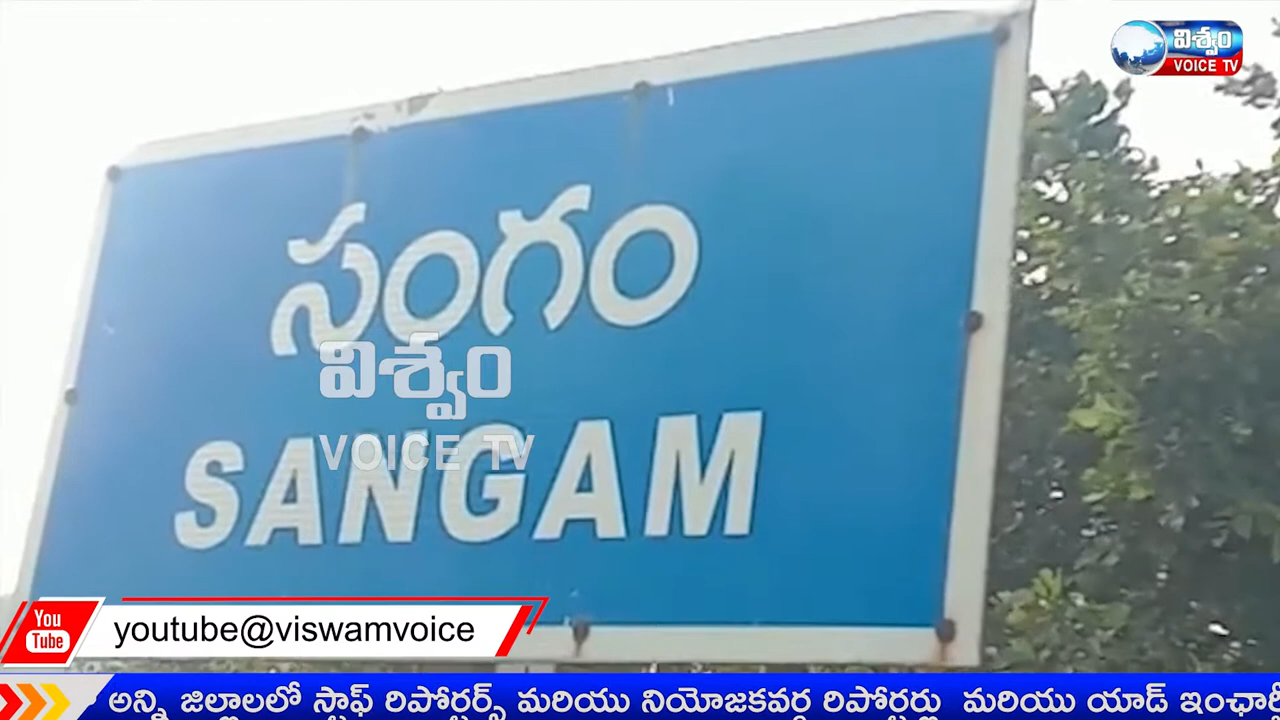 విశ్వం
VOICE TV
సంగం
విశ్వం
VOICE TV
SANGAM
You
Tube
youtube@viswamvoice
అన్ని జిల్లాలలో స్టాఫ్ రిపోర్టర్స్ మరియు నియోజకవర్గ రిపోర్టర్లు మరియు యాడ్